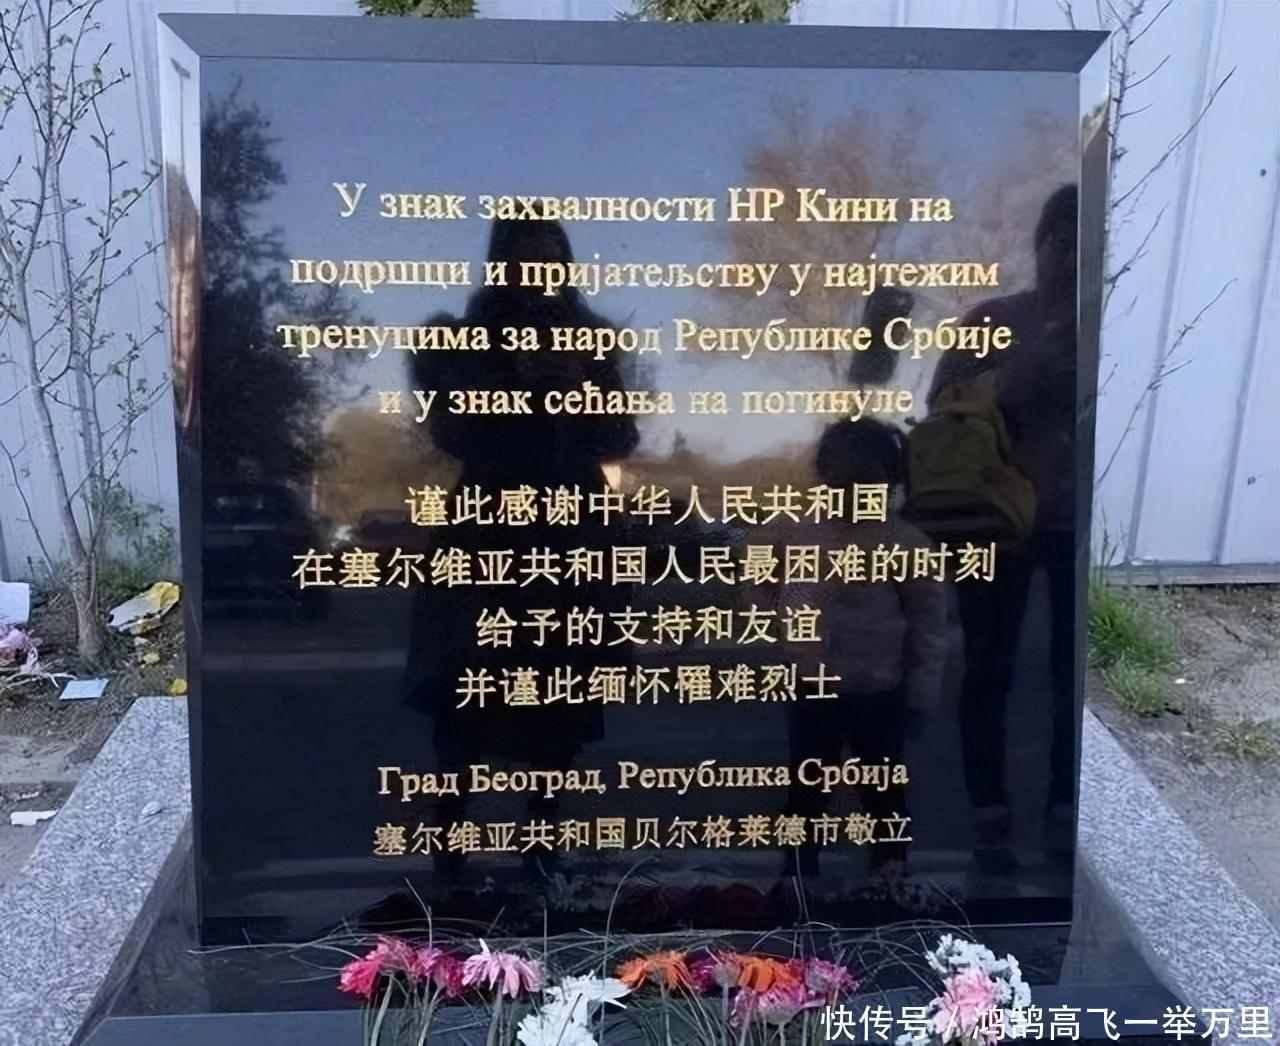 У знак захвалности НР Кини на
подршци и пријатељству у најтежим
тренуцима за народ Републике Србије
и у знак сећања на погинуле
谨此感谢中华人民共和国
在塞尔维亚共和国人民最困难的时刻
给予的支持和友谊
并谨此缅怀罹难烈士
Град Београд, Република Србија
塞尔维亚共和国贝尔格莱德市敬立
快传号 / 鸿鹄高飞一举万里